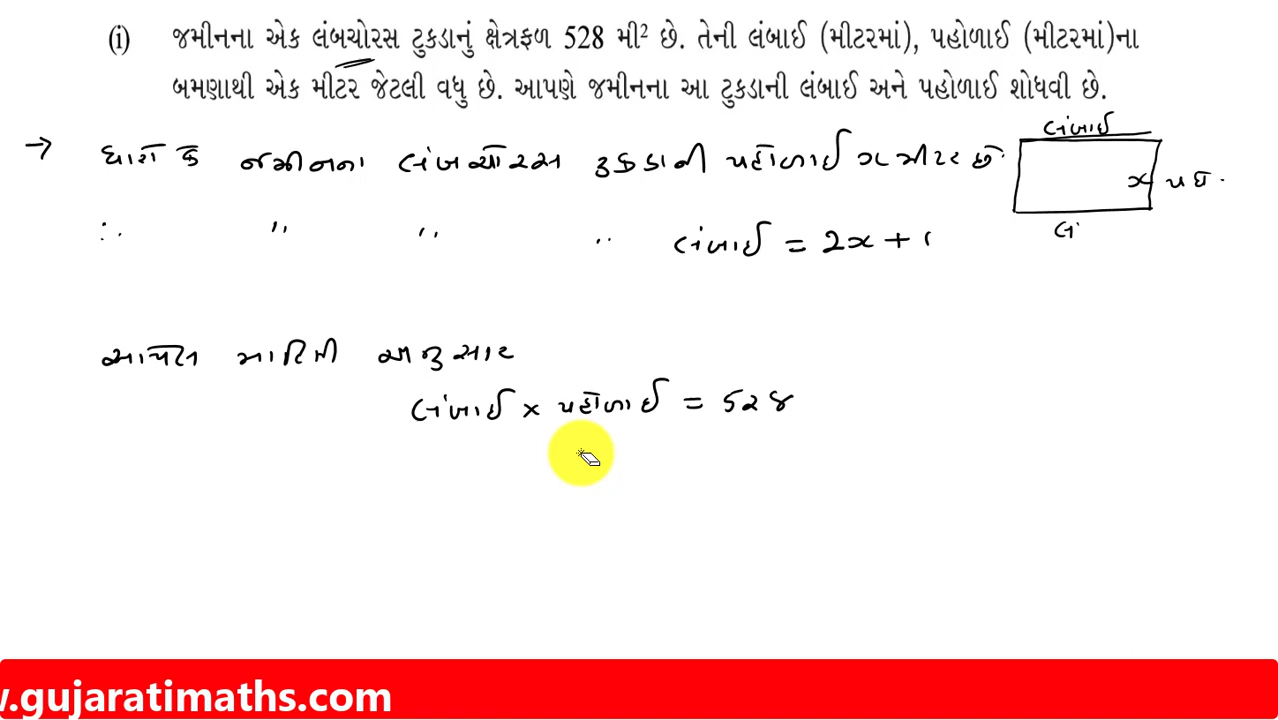 (i) જમીનના એક લંબચોરસ ટુકડાનું ક્ષેત્રફળ 528 મી² છે. તેની લંબાઈ (મીટરમાં), પહોળાઈ (મીટરમાં)ના
બમણાથી એક મીટર જેટલી વધુ છે. આપણે જમીનના આ ટુકડાની લંબાઈ અને પહોળાઈ શોધવી છે.
લંબાઈ
→ ધારો કે જમીનના લંબચોરસ ટુકડાની પહોળાઈ x મીટર છે.
x પહો.
લં
∴ " " " લંબાઈ = 2x + 1
આપેલ માહિતી અનુસાર
લંબાઈ × પહોળાઈ = 528
.gujaratimaths.com